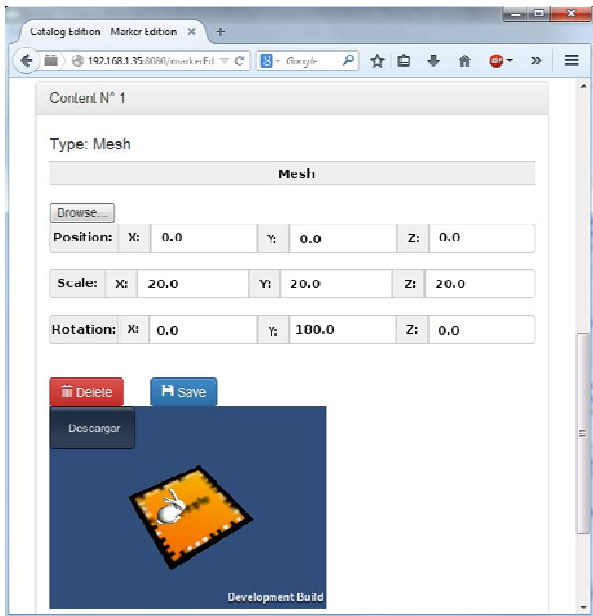 Catalog Edition Marker Edition
192.168.1.35:8080/imarkerEd
Google
ABP
Content N° 1
Type: Mesh
Mesh
Browse...
Position: X: 0.0 Y: 0.0 Z: 0.0
Scale: X: 20.0 Y: 20.0 Z: 20.0
Rotation: X: 0.0 Y: 180.0 Z: 0.0
Delete Save
Descargar
Development Build